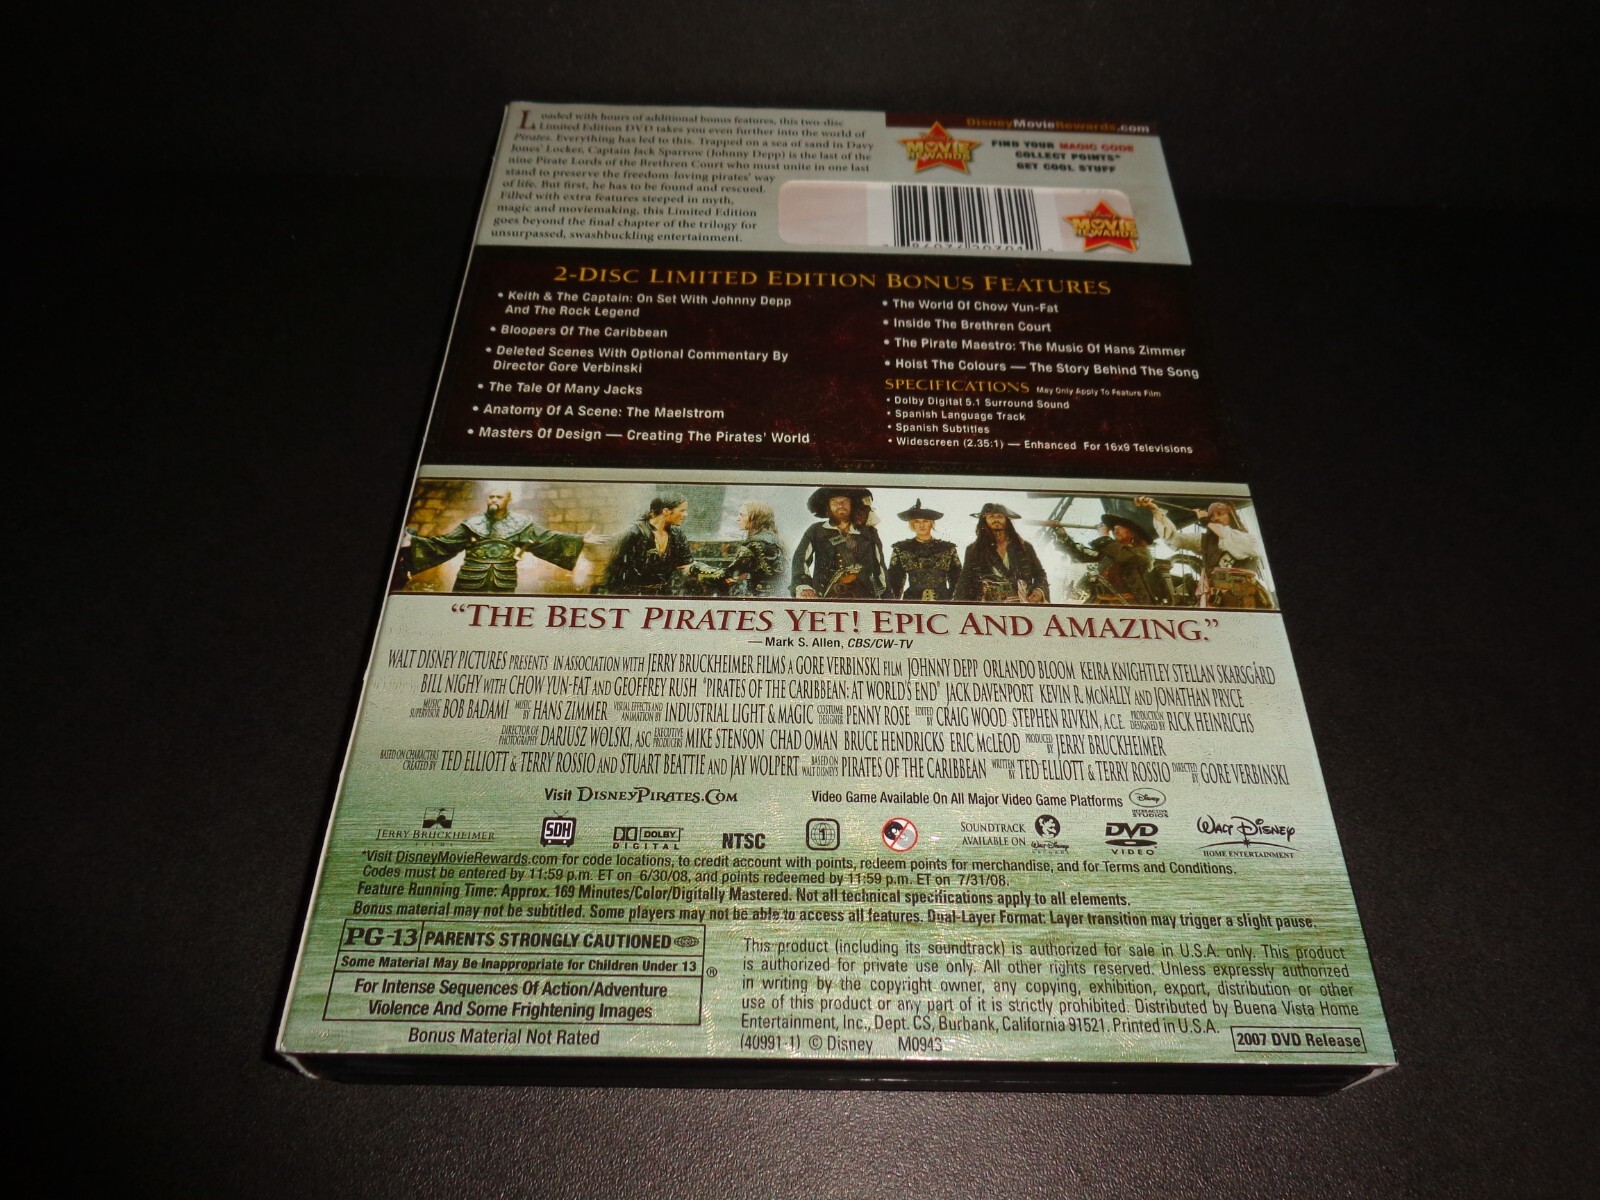 Loaded with hours of additional bonus features, this two-disc
Limited Edition DVD takes you even further into the world of
Pirates. Everything has led to this. Trapped on a sea of sand in Davy
Jones' Locker, Captain Jack Sparrow (Johnny Depp) is the last of the
nine Pirate Lords of the Brethren Court who must unite in one last
stand to preserve the freedom-loving pirates' way
of life. But first, he has to be found and rescued.
Filled with extra features steeped in myth,
magic and moviemaking, this Limited Edition
goes beyond the final chapter of the trilogy for
unsurpassed, swashbuckling entertainment.
DisneyMovieRewards.com
Disney
MOVIE
REWARDS
FIND YOUR MAGIC CODE
COLLECT POINTS*
GET COOL STUFF
Disney
MOVIE
REWARDS
2-DISC LIMITED EDITION BONUS FEATURES
• Keith & The Captain: On Set With Johnny Depp
And The Rock Legend
• Bloopers Of The Caribbean
• Deleted Scenes With Optional Commentary By
Director Gore Verbinski
• The Tale Of Many Jacks
• Anatomy Of A Scene: The Maelstrom
• Masters Of Design — Creating The Pirates' World
• The World Of Chow Yun-Fat
• Inside The Brethren Court
• The Pirate Maestro: The Music Of Hans Zimmer
• Hoist The Colours — The Story Behind The Song
SPECIFICATIONS May Only Apply To Feature Film
• Dolby Digital 5.1 Surround Sound
• Spanish Language Track
• Spanish Subtitles
• Widescreen (2.35:1) — Enhanced For 16x9 Televisions
"THE BEST PIRATES YET! EPIC AND AMAZING."
— Mark S. Allen, CBS/CW-TV
WALT DISNEY PICTURES PRESENTS IN ASSOCIATION WITH JERRY BRUCKHEIMER FILMS A GORE VERBINSKI FILM JOHNNY DEPP ORLANDO BLOOM KEIRA KNIGHTLEY STELLAN SKARSGÅRD
BILL NIGHY WITH CHOW YUN-FAT AND GEOFFREY RUSH "PIRATES OF THE CARIBBEAN: AT WORLD'S END" JACK DAVENPORT KEVIN R. McNALLY AND JONATHAN PRYCE
MUSIC SUPERVISOR BOB BADAMI MUSIC BY HANS ZIMMER VISUAL EFFECTS AND ANIMATION BY INDUSTRIAL LIGHT & MAGIC COSTUME DESIGNER PENNY ROSE EDITED BY CRAIG WOOD STEPHEN RIVKIN, A.C.E. PRODUCTION DESIGNED BY RICK HEINRICHS
DIRECTOR OF PHOTOGRAPHY DARIUSZ WOLSKI, ASC EXECUTIVE PRODUCERS MIKE STENSON CHAD OMAN BRUCE HENDRICKS ERIC McLEOD PRODUCED BY JERRY BRUCKHEIMER
BASED ON CHARACTERS CREATED BY TED ELLIOTT & TERRY ROSSIO AND STUART BEATTIE AND JAY WOLPERT BASED ON WALT DISNEY'S PIRATES OF THE CARIBBEAN WRITTEN BY TED ELLIOTT & TERRY ROSSIO DIRECTED BY GORE VERBINSKI
Visit DISNEYPIRATES.COM
Video Game Available On All Major Video Game Platforms
Disney
INTERACTIVE
STUDIOS
JERRY BRUCKHEIMER
FILMS
SDH
DOLBY
DIGITAL
NTSC
1
SOUNDTRACK
AVAILABLE ON Walt Disney
RECORDS
DVD
VIDEO
Walt Disney
HOME ENTERTAINMENT
*Visit DisneyMovieRewards.com for code locations, to credit account with points, redeem points for merchandise, and for Terms and Conditions.
Codes must be entered by 11:59 p.m. ET on 6/30/08, and points redeemed by 11:59 p.m. ET on 7/31/08.
Feature Running Time: Approx. 169 Minutes/Color/Digitally Mastered. Not all technical specifications apply to all elements.
Bonus material may not be subtitled. Some players may not be able to access all features. Dual-Layer Format: Layer transition may trigger a slight pause.
PG-13 PARENTS STRONGLY CAUTIONED
Some Material May Be Inappropriate for Children Under 13
®
For Intense Sequences Of Action/Adventure
Violence And Some Frightening Images
Bonus Material Not Rated
This product (including its soundtrack) is authorized for sale in U.S.A. only. This product
is authorized for private use only. All other rights reserved. Unless expressly authorized
in writing by the copyright owner, any copying, exhibition, export, distribution or other
use of this product or any part of it is strictly prohibited. Distributed by Buena Vista Home
Entertainment, Inc., Dept. CS, Burbank, California 91521. Printed in U.S.A.
(40991-1) © Disney M0943
2007 DVD Release